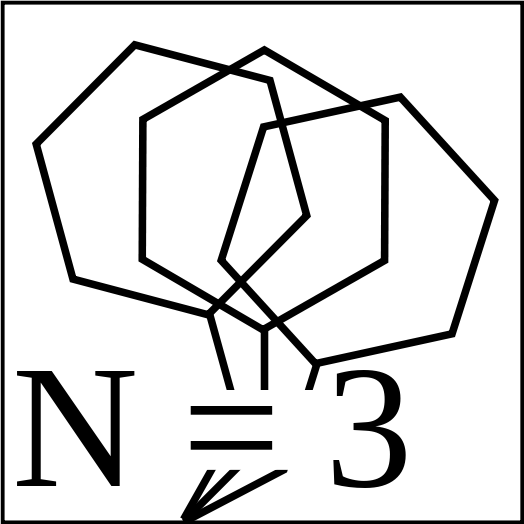 N = 3